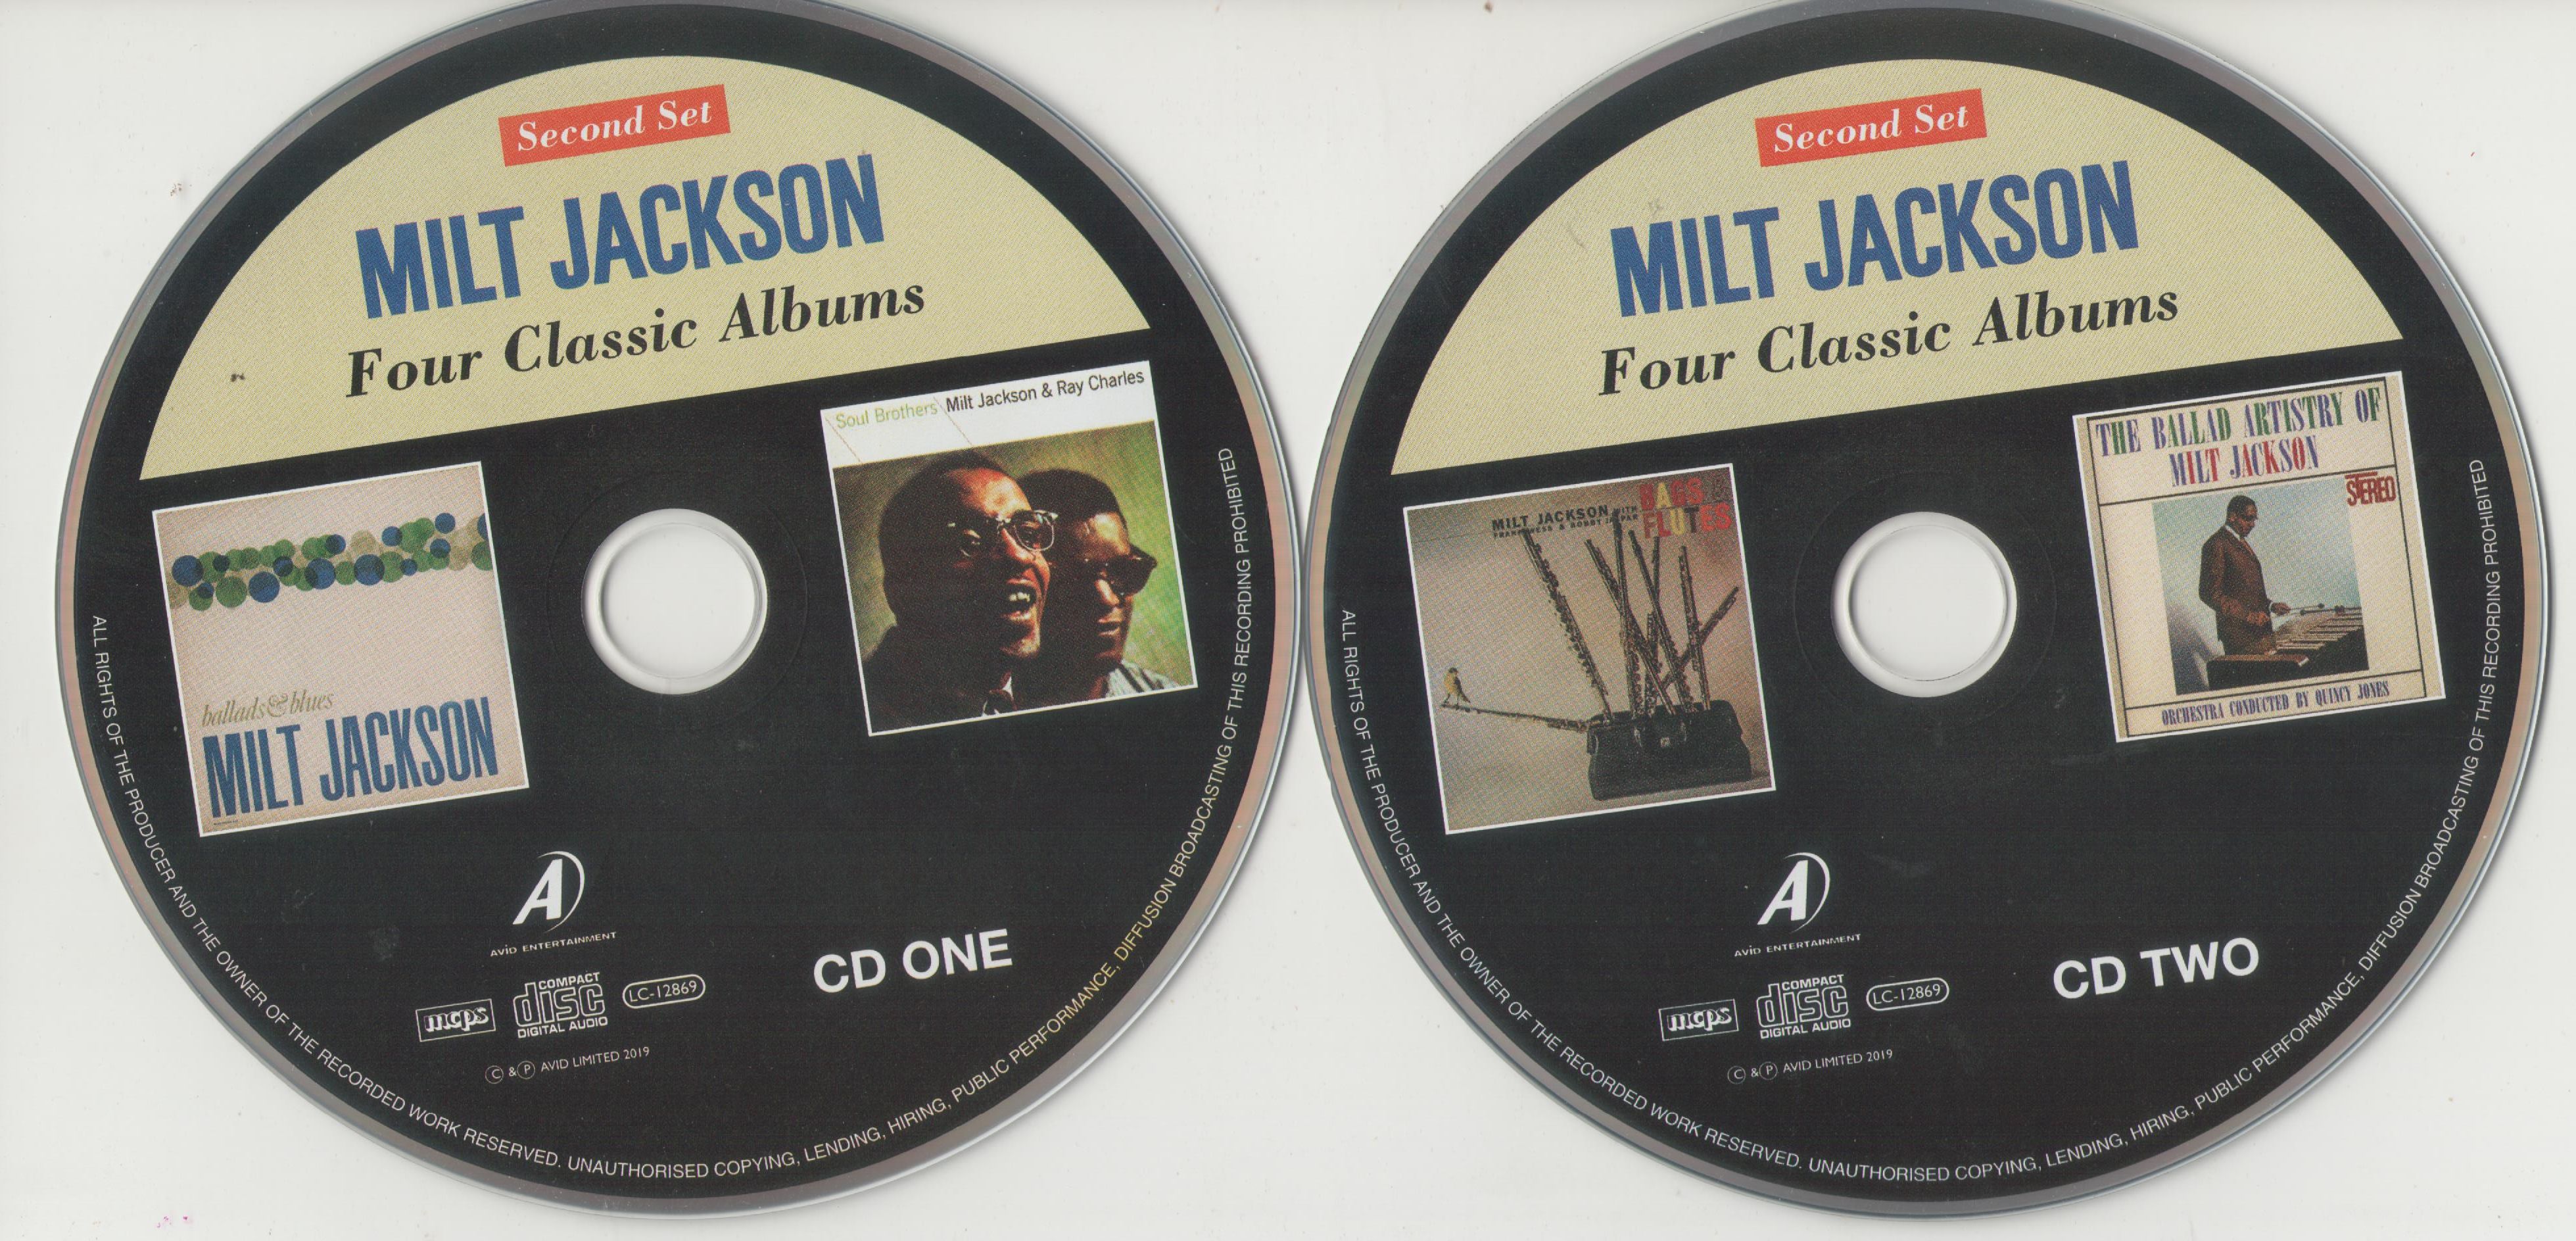 Second Set
MILT JACKSON
Four Classic Albums
ballads & blues
MILT JACKSON
Soul Brothers Milt Jackson & Ray Charles
AViD ENTERTAINMENT
mcps
COMPACT
disc
DIGITAL AUDIO
LC-12869
CD ONE
© & ℗ AVID LIMITED 2019
ALL RIGHTS OF THE PRODUCER AND THE OWNER OF THE RECORDED WORK RESERVED. UNAUTHORISED COPYING, LENDING, HIRING, PUBLIC PERFORMANCE, DIFFUSION BROADCASTING OF THIS RECORDING PROHIBITED
Second Set
MILT JACKSON
Four Classic Albums
MILT JACKSON WITH
FRANK WESS & BOBBY JASPAR
BAGS &
FLUTES
THE BALLAD ARTISTRY OF
MILT JACKSON
STEREO
ORCHESTRA CONDUCTED BY QUINCY JONES
AViD ENTERTAINMENT
mcps
COMPACT
disc
DIGITAL AUDIO
LC-12869
CD TWO
© & ℗ AVID LIMITED 2019
ALL RIGHTS OF THE PRODUCER AND THE OWNER OF THE RECORDED WORK RESERVED. UNAUTHORISED COPYING, LENDING, HIRING, PUBLIC PERFORMANCE, DIFFUSION BROADCASTING OF THIS RECORDING PROHIBITED